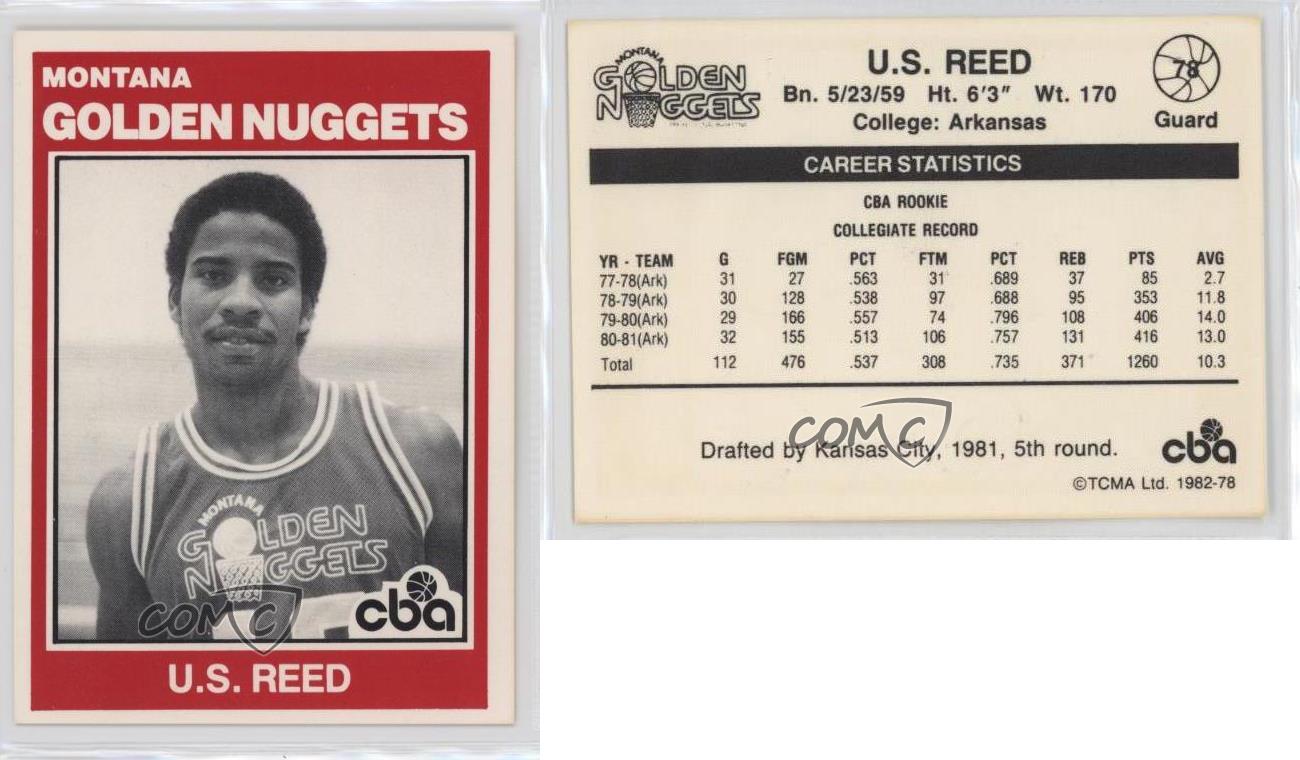 MONTANA
GOLDEN NUGGETS
MONTANA
GOLDEN
NUGGETS
cba
COMC
U.S. REED
MONTANA
GOLDEN
NUGGETS
U.S. REED
Bn. 5/23/59 Ht. 6'3" Wt. 170
College: Arkansas
78
Guard
CAREER STATISTICS
CBA ROOKIE
COLLEGIATE RECORD
YR - TEAM G FGM PCT FTM PCT REB PTS AVG
77-78(Ark) 31 27 .563 31 .689 37 85 2.7
78-79(Ark) 30 128 .538 97 .688 95 353 11.8
79-80(Ark) 29 166 .557 74 .796 108 406 14.0
80-81(Ark) 32 155 .513 106 .757 131 416 13.0
Total 112 476 .537 308 .735 371 1260 10.3
COMC
Drafted by Kansas City, 1981, 5th round.
cba
©TCMA Ltd. 1982-78